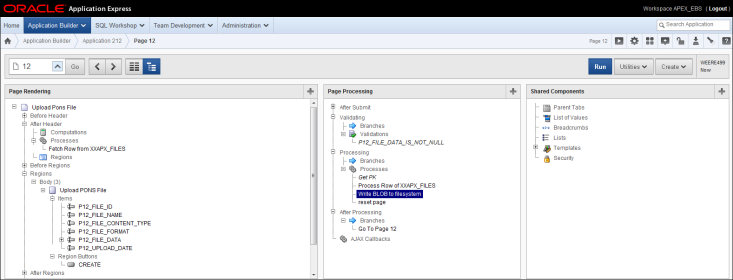 ORACLE Application Express
Workspace APEX_EBS | Logout |
Home Application Builder SQL Workshop Team Development Administration Search Application
Application Builder Application 212 Page 12 Page 12
12 Go Run Utilities Create WEERE499
New
Page Rendering
Upload Pons File
Before Header
After Header
Computations
Processes
Fetch Row from XXAPX_FILES
Regions
Before Regions
Regions
Body (3)
Upload PONS File
Items
P12_FILE_ID
P12_FILE_NAME
P12_FILE_CONTENT_TYPE
P12_FILE_FORMAT
P12_FILE_DATA
P12_UPLOAD_DATE
Region Buttons
CREATE
After Regions
Page Processing
After Submit
Validating
Branches
Validations
P12_FILE_DATA_IS_NOT_NULL
Processing
Branches
Processes
Get PK
Process Row of XXAPX_FILES
Write BLOB to filesystem
reset page
After Processing
Branches
Go To Page 12
AJAX Callbacks
Shared Components
Parent Tabs
List of Values
Breadcrumbs
Lists
Templates
Security